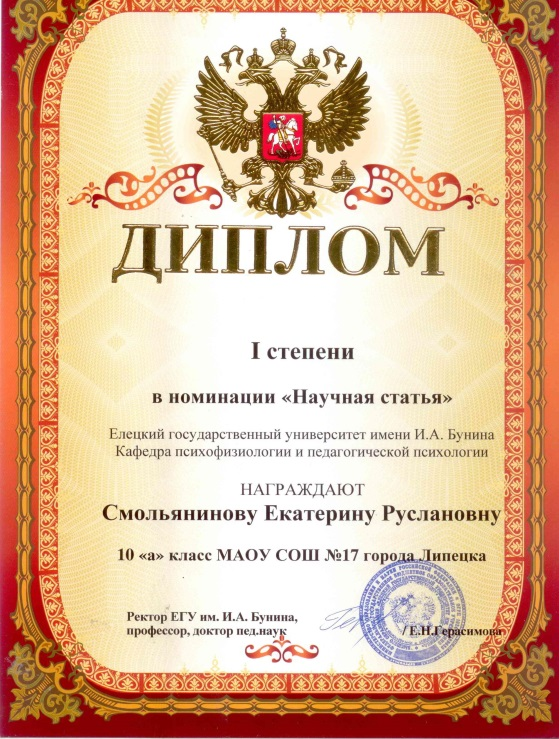 ДИПЛОМ
I степени
в номинации «Научная статья»
Елецкий государственный университет имени И.А. Бунина
Кафедра психофизиологии и педагогической психологии
НАГРАЖДАЮТ
Смольянинову Екатерину Руслановну
10 «а» класс МАОУ СОШ №17 города Липецка
Ректор ЕГУ им. И.А. Бунина,
профессор, доктор пед.наук
/ Е.Н.Герасимова